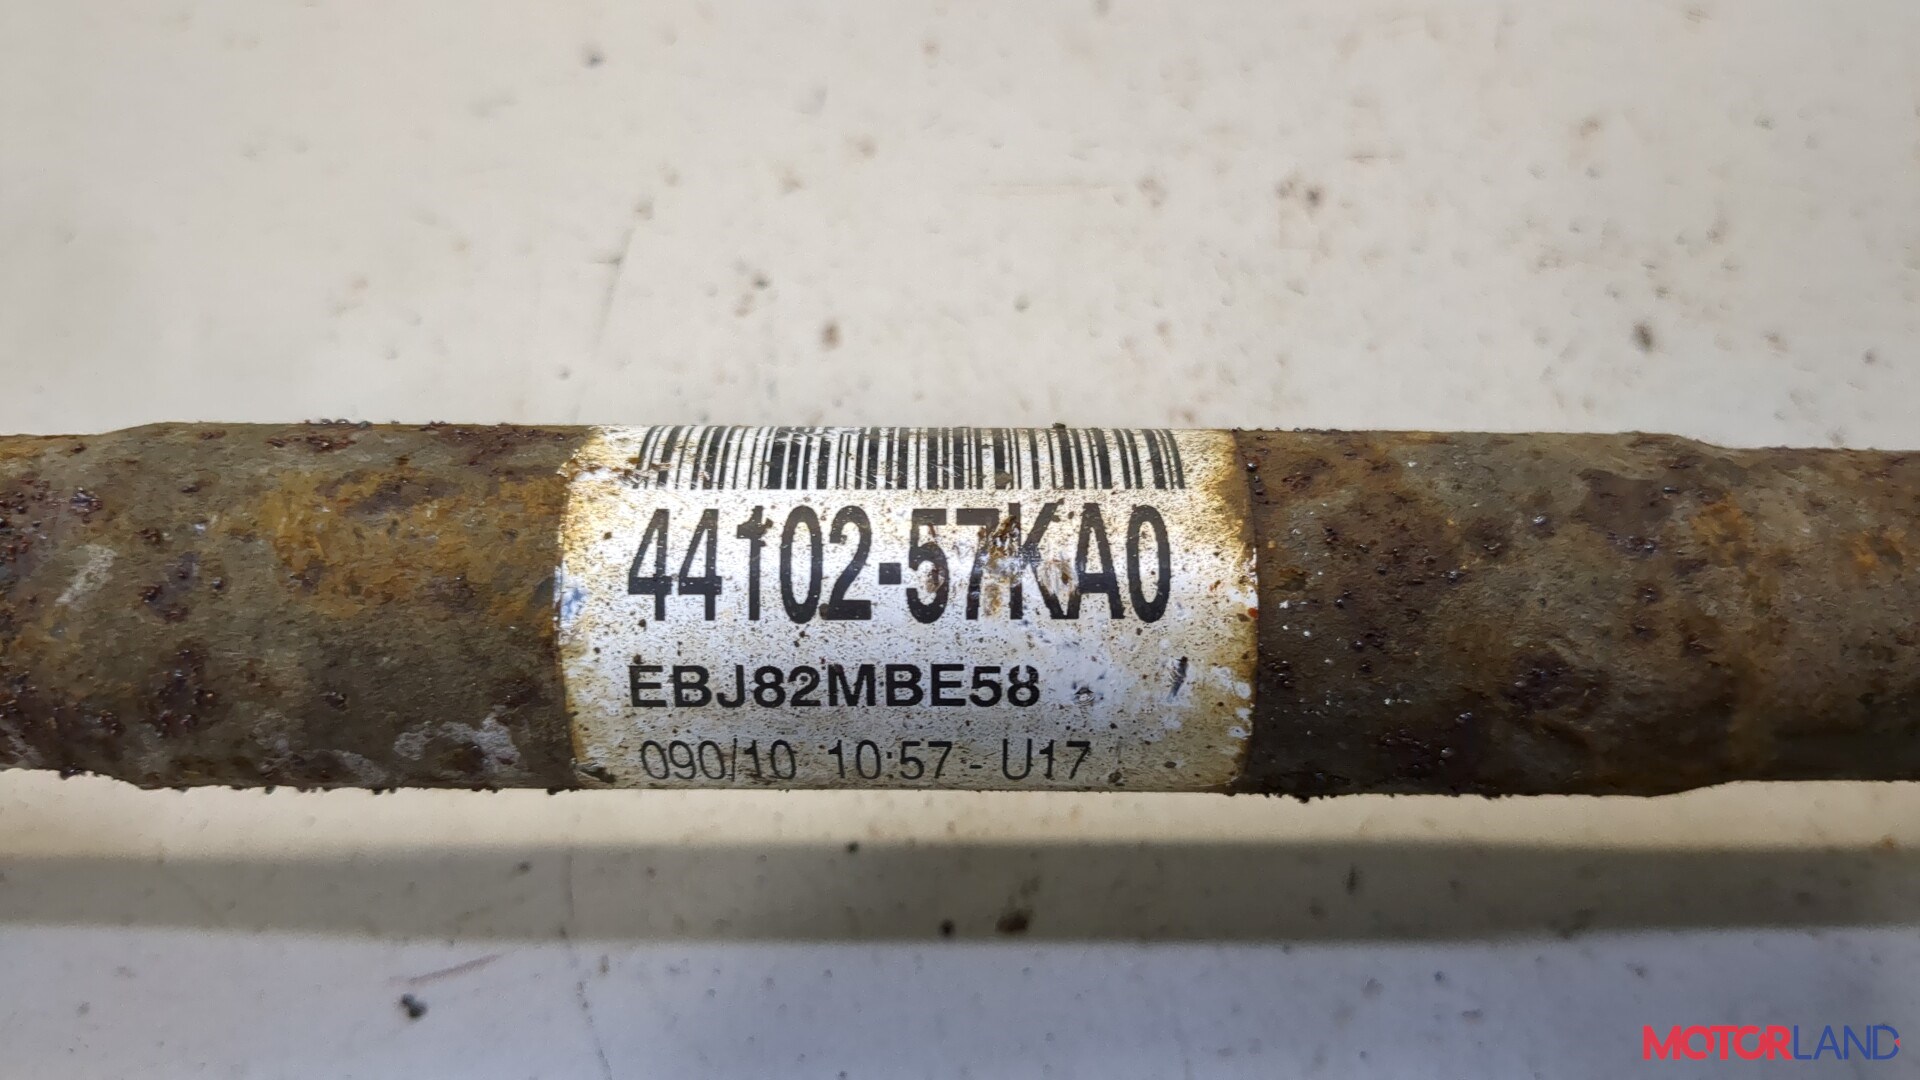 44102-57KA0
EBJ82MBE58
090/10 10:57 - U17
MOTORLAND